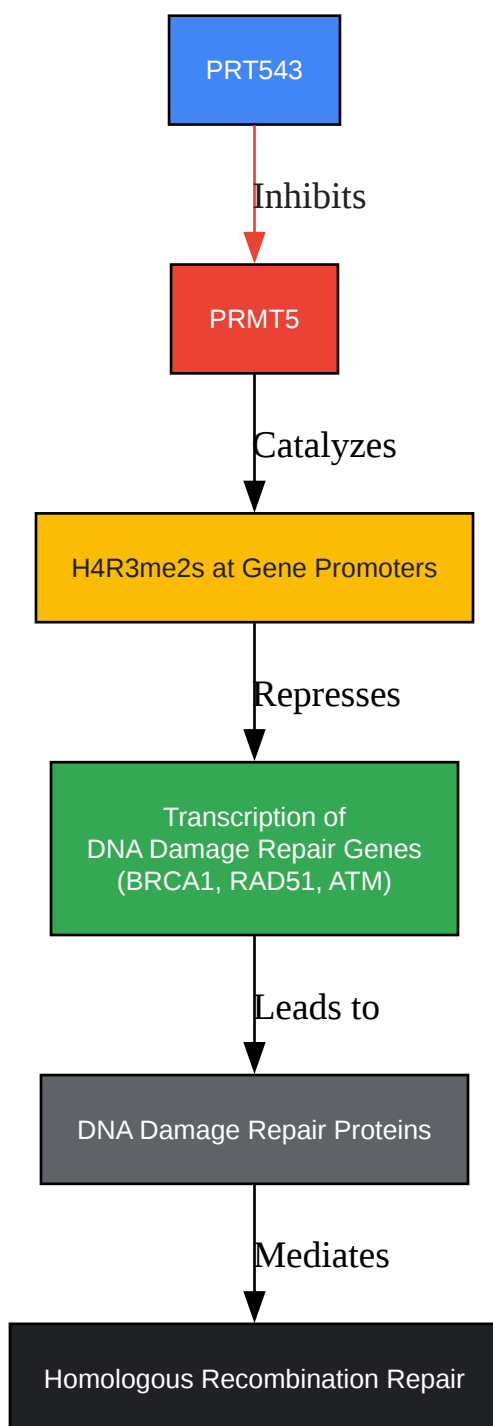 PRT543
Inhibits
PRMT5
Catalyzes
H4R3me2s at Gene Promoters
Represses
Transcription of
DNA Damage Repair Genes
(BRCA1, RAD51, ATM)
Leads to
DNA Damage Repair Proteins
Mediates
Homologous Recombination Repair